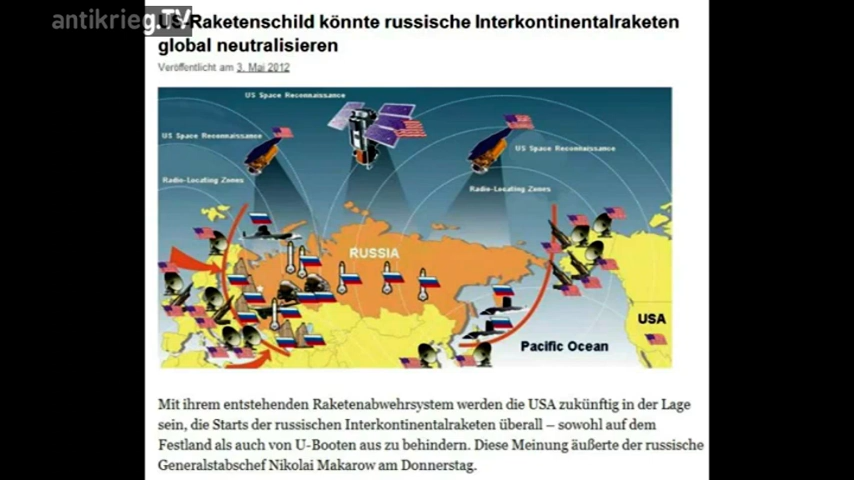 antikrieg.TV
US-Raketenschild könnte russische Interkontinentalraketen
global neutralisieren
Veröffentlicht am 3. Mai 2012
US Space Reconnaissance
US Space Reconnaissance
US Space Reconnaissance
Radio-Locating Zones
Radio-Locating Zones
RUSSIA
USA
Pacific Ocean
Mit ihrem entstehenden Raketenabwehrsystem werden die USA zukünftig in der Lage
sein, die Starts der russischen Interkontinentalraketen überall – sowohl auf dem
Festland als auch von U-Booten aus zu behindern. Diese Meinung äußerte der russische
Generalstabschef Nikolai Makarow am Donnerstag.